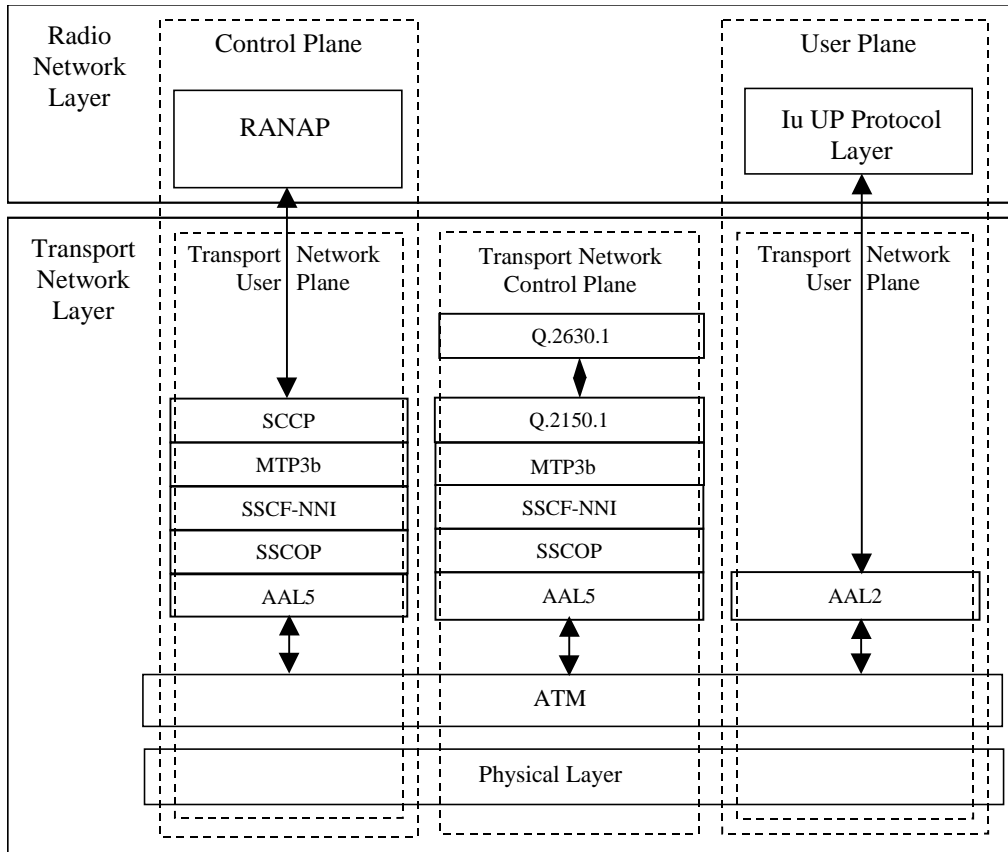 Radio
Network
Layer
Control Plane
User Plane
RANAP
Iu UP Protocol
Layer
Transport
Network
Layer
Transport Network
User Plane
Transport Network
Control Plane
Transport Network
User Plane
Q.2630.1
SCCP
MTP3b
SSCF-NNI
SSCOP
AAL5
Q.2150.1
MTP3b
SSCF-NNI
SSCOP
AAL5
AAL2
ATM
Physical Layer